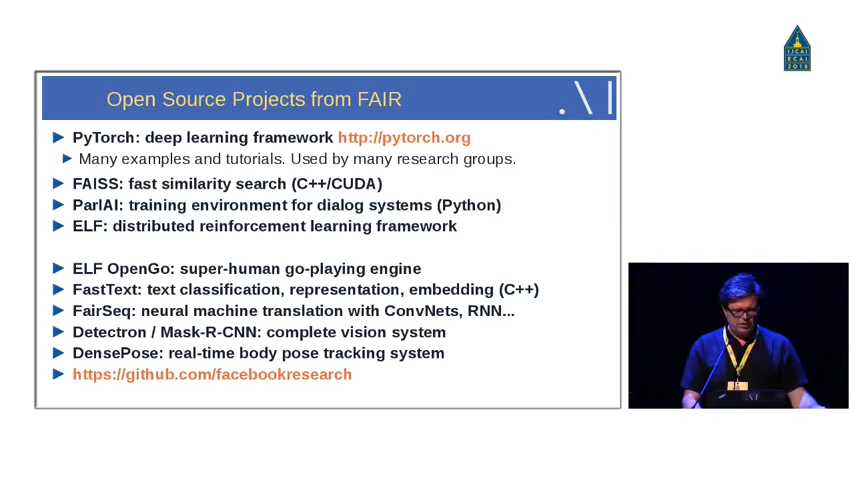 IJCAI
ECAI
2018
Open Source Projects from FAIR
PyTorch: deep learning framework http://pytorch.org
Many examples and tutorials. Used by many research groups.
FAISS: fast similarity search (C++/CUDA)
ParlAI: training environment for dialog systems (Python)
ELF: distributed reinforcement learning framework
ELF OpenGo: super-human go-playing engine
FastText: text classification, representation, embedding (C++)
FairSeq: neural machine translation with ConvNets, RNN...
Detectron / Mask-R-CNN: complete vision system
DensePose: real-time body pose tracking system
https://github.com/facebookresearch